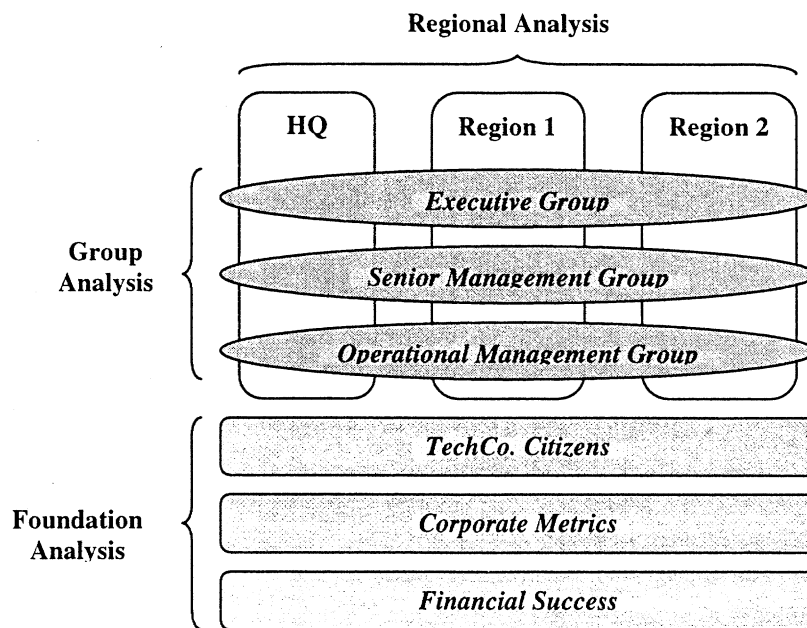 Regional Analysis
HQ
Region 1
Region 2
Executive Group
Group
Analysis
Senior Management Group
Operational Management Group
TechCo. Citizens
Foundation
Analysis
Corporate Metrics
Financial Success